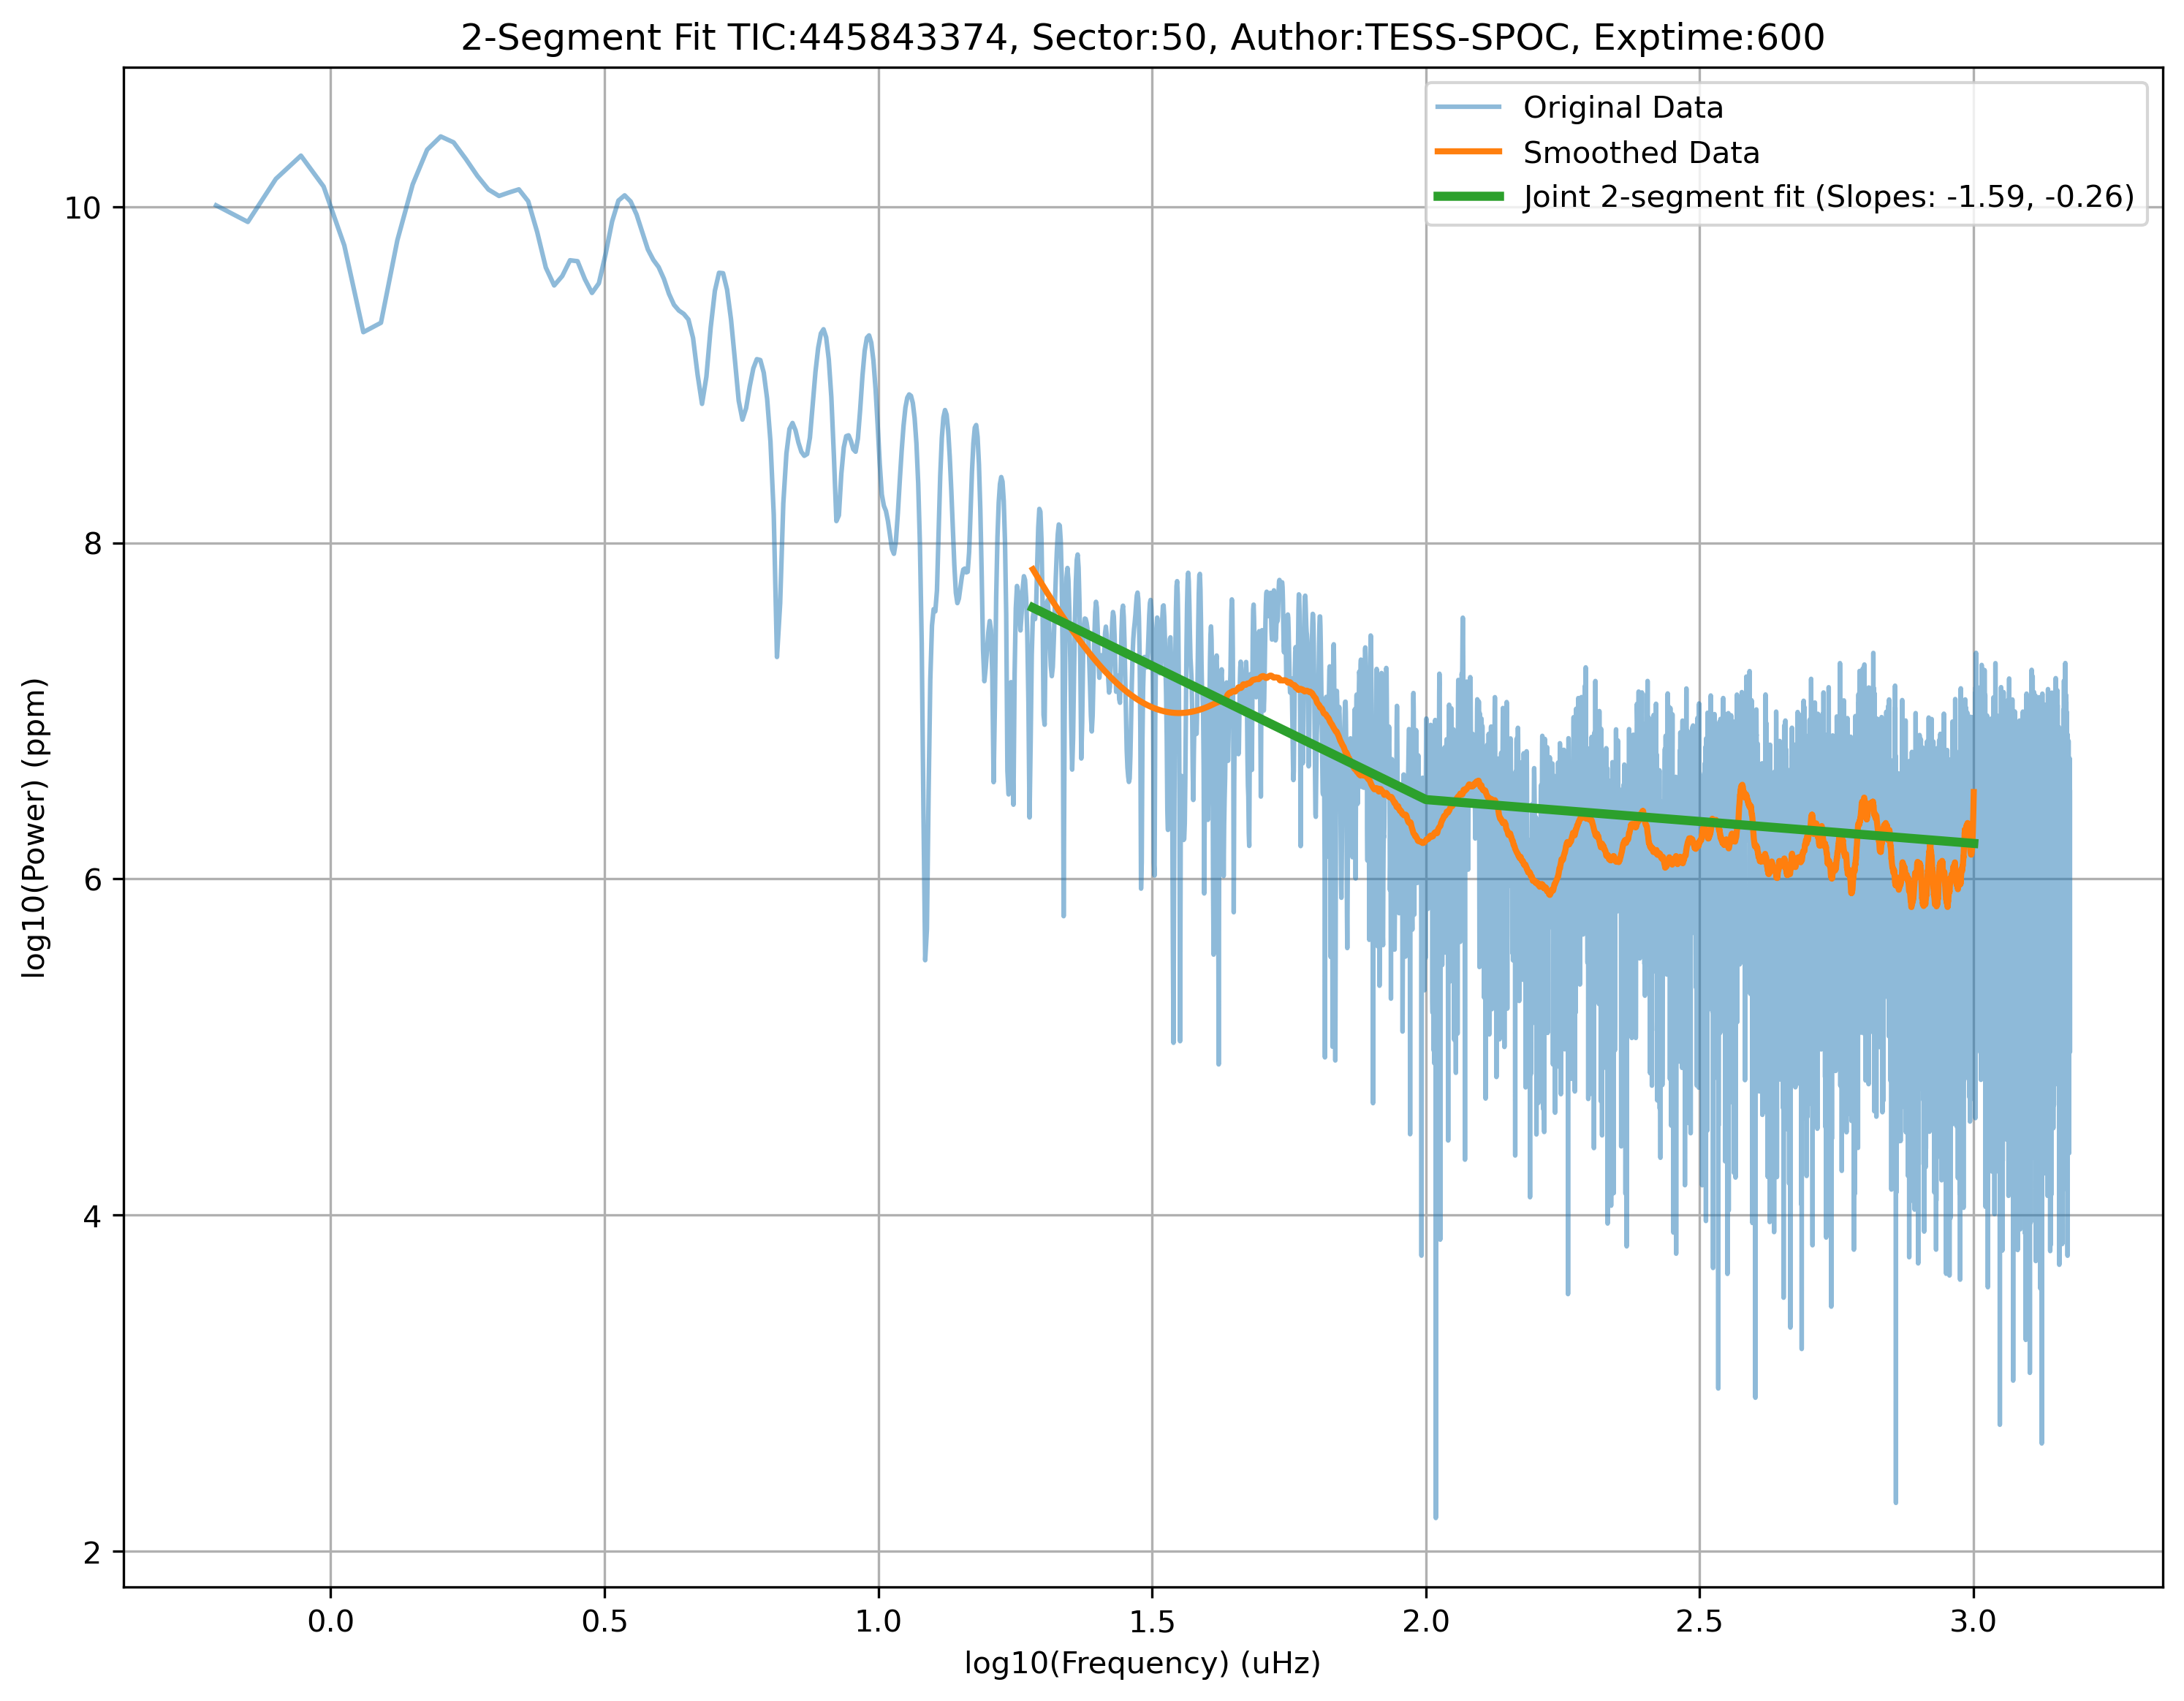 2-Segment Fit TIC:445843374, Sector:50, Author:TESS-SPOC, Exptime:600
Original Data
Smoothed Data
Joint 2-segment fit (Slopes: -1.59, -0.26)
log10(Power) (ppm)
10
8
6
4
2
0.0 0.5 1.0 1.5 2.0 2.5 3.0
log10(Frequency) (uHz)